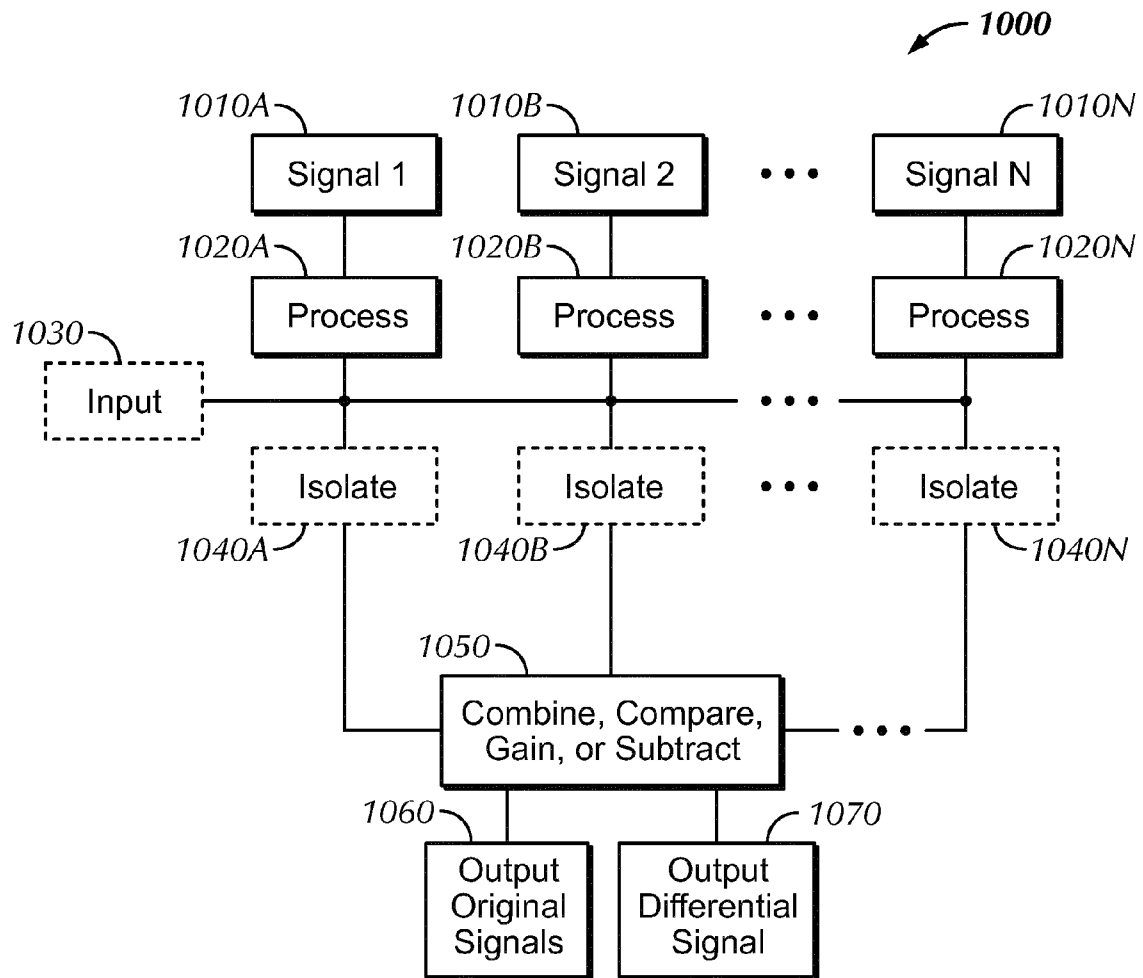 1000
1010A
1010B
1010N
Signal 1
Signal 2
• • •
Signal N
1020A
1020B
1020N
Process
Process
• • •
Process
1030
Input
• • •
Isolate
Isolate
• • •
Isolate
1040A
1040B
1040N
1050
Combine, Compare,
Gain, or Subtract
• • •
1060
1070
Output
Original
Signals
Output
Differential
Signal